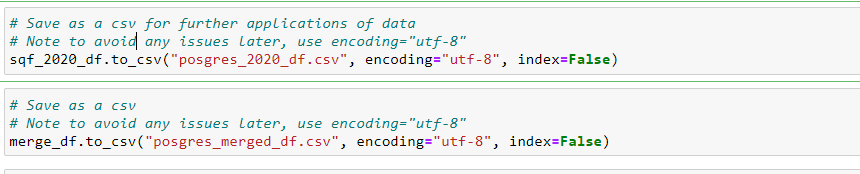 # Save as a csv for further applications of data
# Note to avoid any issues later, use encoding="utf-8"
sqf_2020_df.to_csv("posgres_2020_df.csv", encoding="utf-8", index=False)
# Save as a csv
# Note to avoid any issues later, use encoding="utf-8"
merge_df.to_csv("posgres_merged_df.csv", encoding="utf-8", index=False)